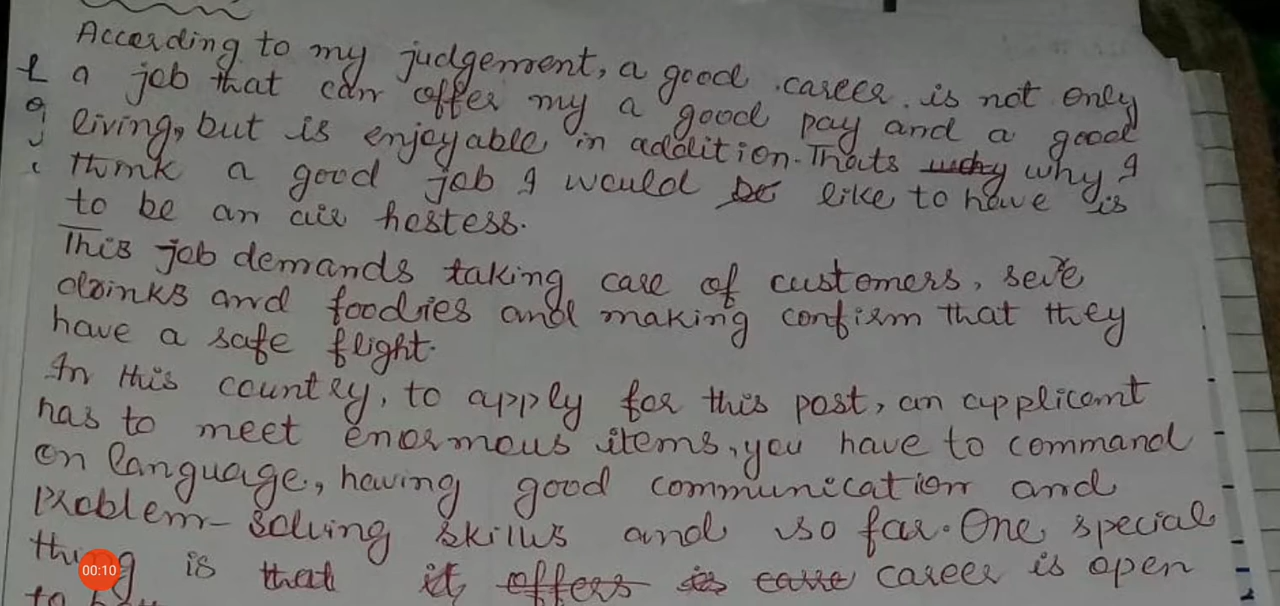 According to my judgement, a good career is not only
a job that can offer my a good pay and a good
living, but is enjoyable in addition. Thats why why I
think a good job I would be like to have is
to be an air hostess.
This job demands taking care of customers, serve
drinks and foodries and making confirm that they
have a safe flight.
In this country, to apply for this post, an applicant
has to meet enormous items, you have to command
on language, having good communication and
Problem-solving skills and so far. One special
is that it offers is career is open
to
00:10